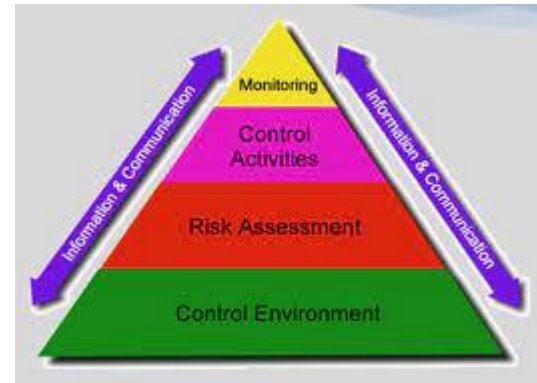 Monitoring
Control
Activities
Risk Assessment
Control Environment
Information & Communication
Information & Communication